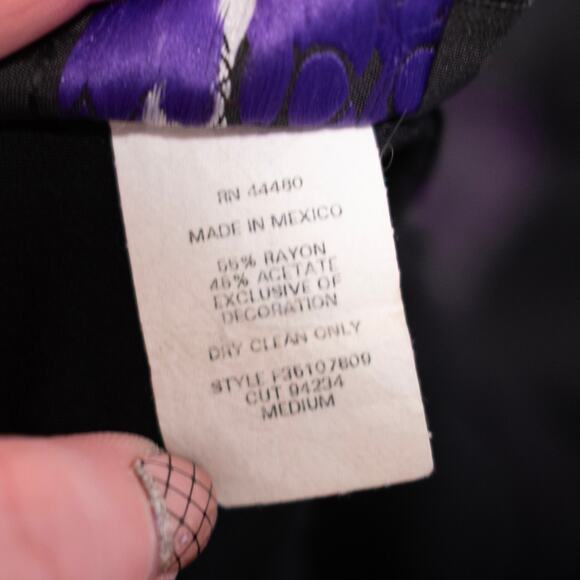 RN 44480
MADE IN MEXICO
55% RAYON
45% ACETATE
EXCLUSIVE OF
DECORATION
DRY CLEAN ONLY
STYLE F36107809
CUT 94234
MEDIUM